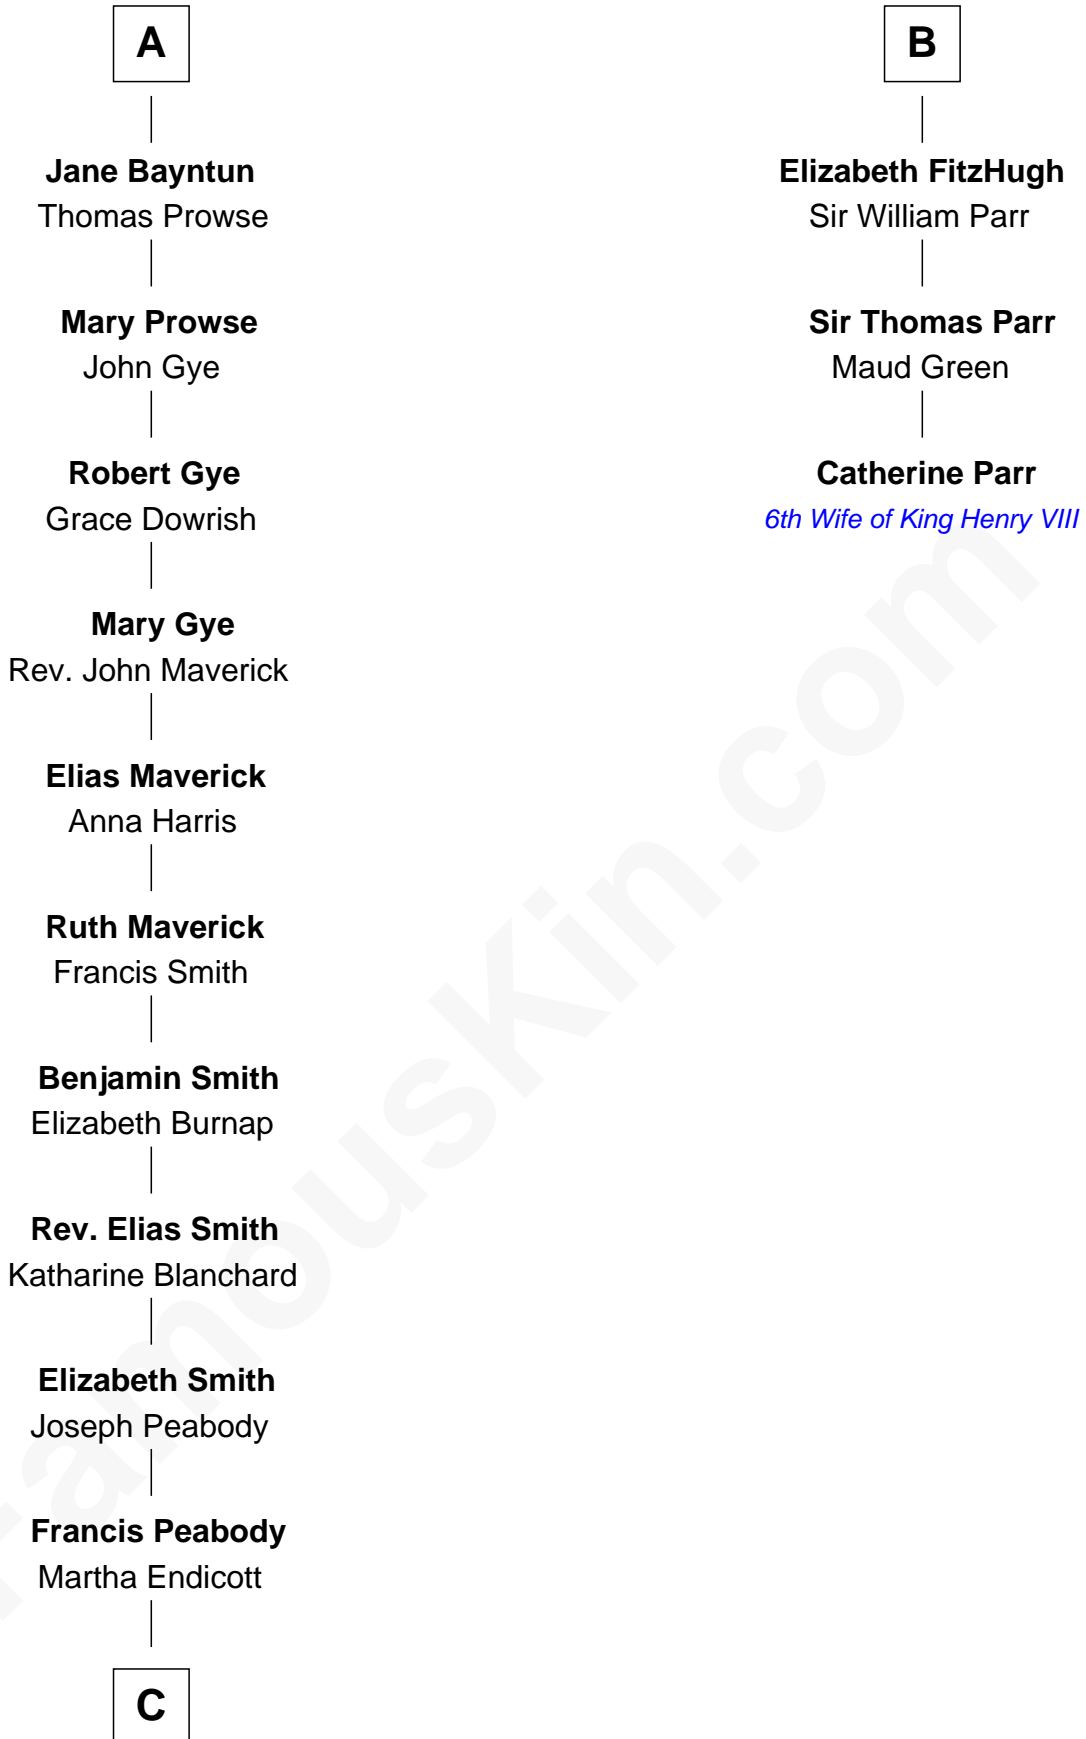 A
Jane Bayntun
Thomas Prowse
Mary Prowse
John Gye
Robert Gye
Grace Dowrish
Mary Gye
Rev. John Maverick
Elias Maverick
Anna Harris
Ruth Maverick
Francis Smith
Benjamin Smith
Elizabeth Burnap
Rev. Elias Smith
Katharine Blanchard
Elizabeth Smith
Joseph Peabody
Francis Peabody
Martha Endicott
C
B
Elizabeth FitzHugh
Sir William Parr
Sir Thomas Parr
Maud Green
Catherine Parr
6th Wife of King Henry VIII
FamousKin.com